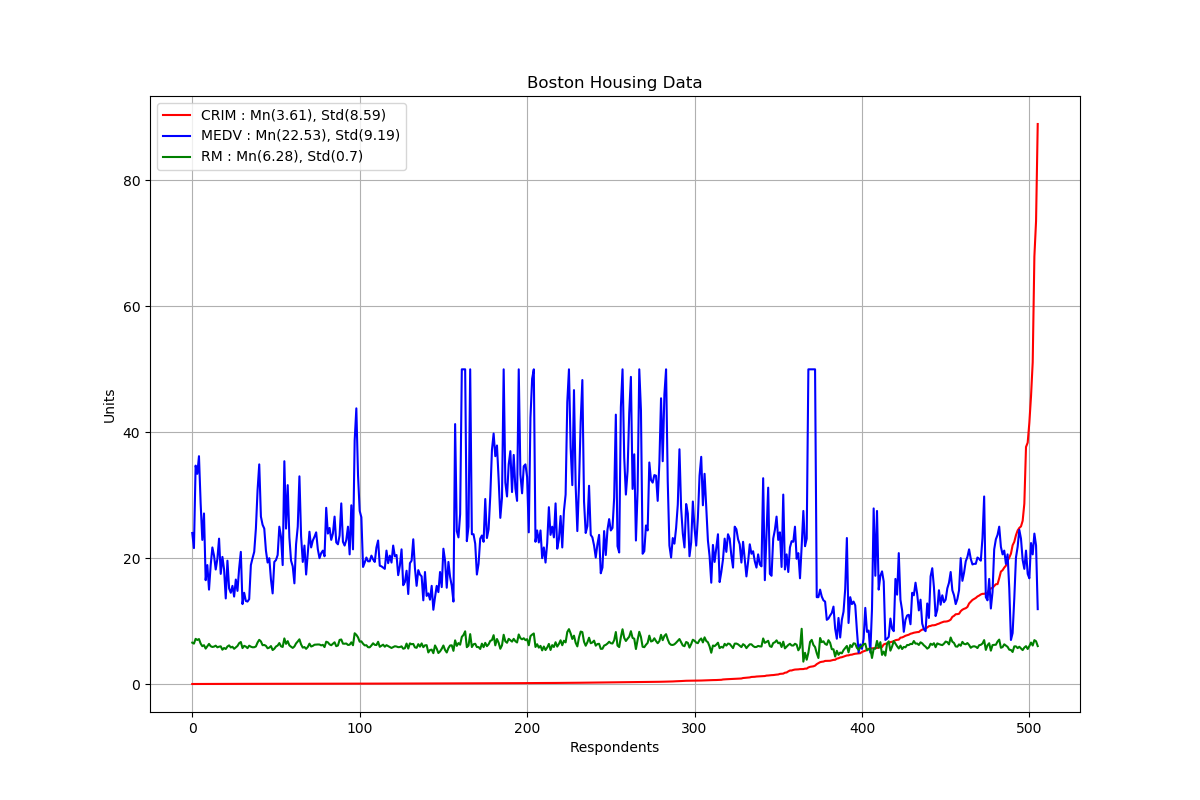 Boston Housing Data
CRIM : Mn(3.61), Std(8.59)
MEDV : Mn(22.53), Std(9.19)
RM : Mn(6.28), Std(0.7)
80
60
40
20
0
Units
0 100 200 300 400 500
Respondents